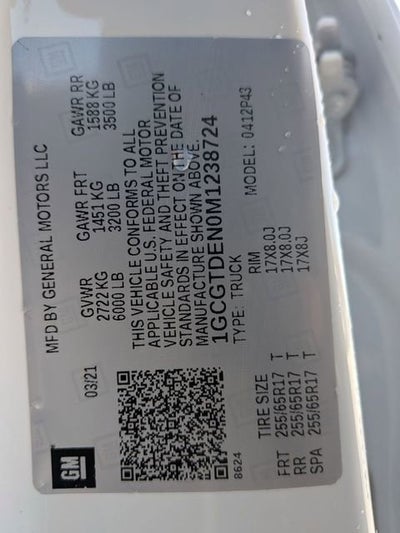 GM
MFD BY GENERAL MOTORS LLC
03/21
GVWR GAWR FRT GAWR RR
2722 KG 1451 KG 1588 KG
6000 LB 3200 LB 3500 LB
THIS VEHICLE CONFORMS TO ALL
APPLICABLE U.S. FEDERAL MOTOR
VEHICLE SAFETY AND THEFT PREVENTION
STANDARDS IN EFFECT ON THE DATE OF
MANUFACTURE SHOWN ABOVE.
1GCGTDEN0M1238724
8624 TYPE: TRUCK MODEL: 0412P43
TIRE SIZE RIM
FRT 255/65R17 T 17X8.0J
RR 255/65R17 T 17X8.0J
SPA 255/65R17 T 17X8J